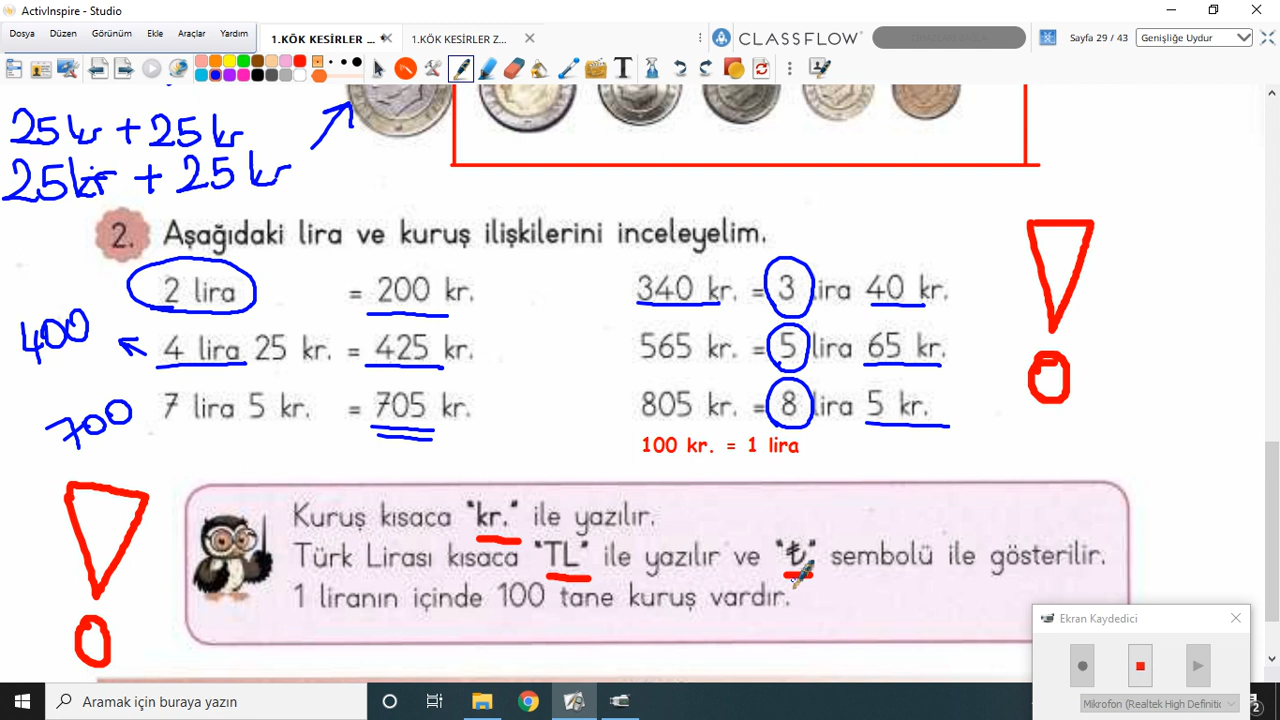 ActivInspire - Studio
Dosya Düzen Görünüm Ekle Araçlar Yardım
1.KÖK KESİRLER ...
1.KÖK KESİRLER Z...
CLASSFLOW
Sayfa 29 / 43
Genişliğe Uydur
25kr + 25 kr
25kr + 25 kr
2. Aşağıdaki lira ve kuruş ilişkilerini inceleyelim.
2 lira = 200 kr.
340 kr. = 3 lira 40 kr.
400
4 lira 25 kr. = 425 kr.
565 kr. = 5 lira 65 kr.
700
7 lira 5 kr. = 705 kr.
805 kr. = 8 lira 5 kr.
100 kr. = 1 lira
Kuruş kısaca "kr." ile yazılır.
Türk Lirası kısaca "TL" ile yazılır ve "₺" sembolü ile gösterilir.
1 liranın içinde 100 tane kuruş vardır.
Ekran Kaydedici
Mikrofon (Realtek High Definitic
Aramak için buraya yazın
2